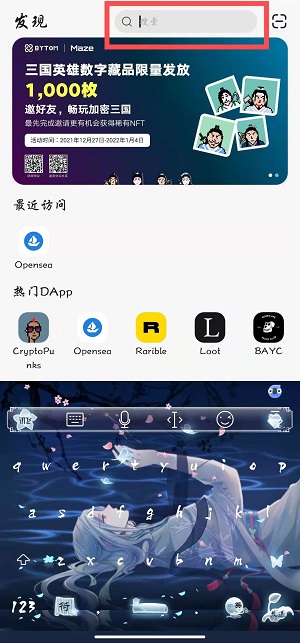 发现
搜索
BYTOM Maze
三国英雄数字藏品限量发放
1,000枚
邀好友，畅玩加密三国
最先完成邀请更有机会获得稀有NFT
活动时间：2021年12月27日-2022年1月4日
最近访问
Opensea
热门DApp
R L
CryptoPunks Opensea Rarible Loot BAYC
q w e r t y u i o p
a s d f g h j k l
z x c v b n m
123 符